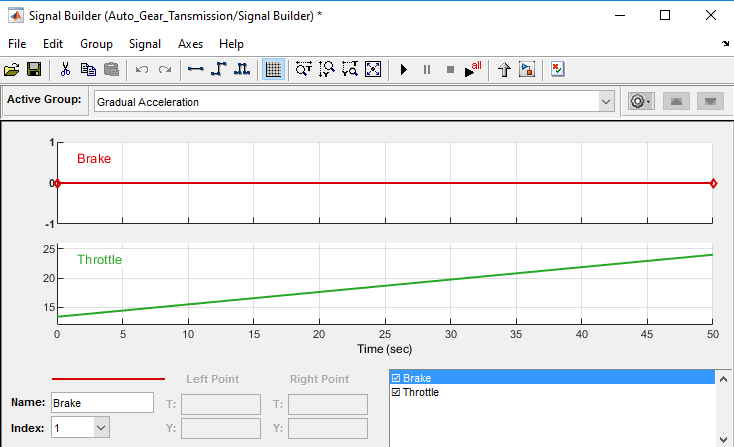 Signal Builder (Auto_Gear_Tansmission/Signal Builder) *
File Edit Group Signal Axes Help
all
Active Group: Gradual Acceleration
1
Brake
0
-1
25
Throttle
20
15
0 5 10 15 20 25 30 35 40 45 50
Time (sec)
Left Point Right Point
Name: Brake T: T:
Index: 1 Y: Y:
Brake
Throttle